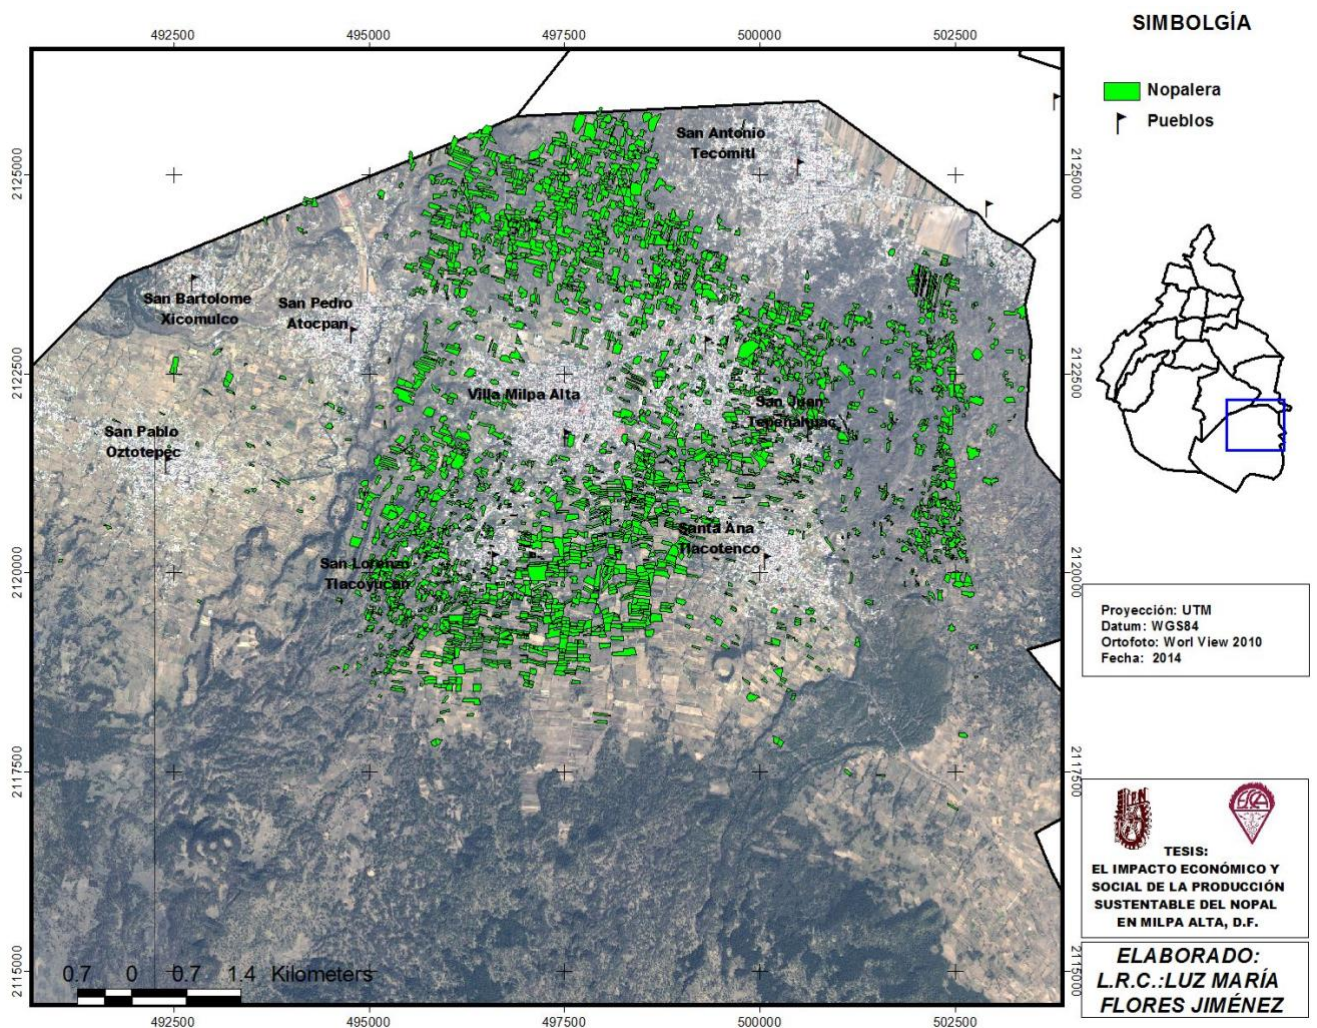 492500 495000 497500 500000 502500
SIMBOLGÍA
Nopalera
Pueblos
San Antonio
Tecomitl
2125000
2125000
San Bartolome
Xicomulco
San Pedro
Atocpan
2122500
2122500
Villa Milpa Alta
San Juan
Tepenahuac
San Pablo
Oztotepec
Santa Ana
Tlacotenco
San Lorenzo
Tlacoyucan
2120000
2120000
Proyección: UTM
Datum: WGS84
Ortofoto: Worl View 2010
Fecha: 2014
2117500
2117500
TESIS:
EL IMPACTO ECONÓMICO Y
SOCIAL DE LA PRODUCCIÓN
SUSTENTABLE DEL NOPAL
EN MILPA ALTA, D.F.
2115000
2115000
0.7 0 0.7 1.4 Kilometers
ELABORADO:
L.R.C.:LUZ MARÍA
FLORES JIMÉNEZ
492500 495000 497500 500000 502500